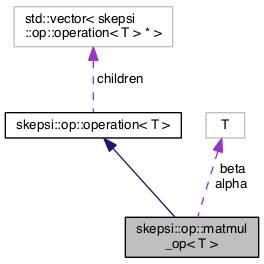 std::vector< skepsi
::op::operation< T > * >
children
skepsi::op::operation< T >
T
beta
alpha
skepsi::op::matmul
_op< T >